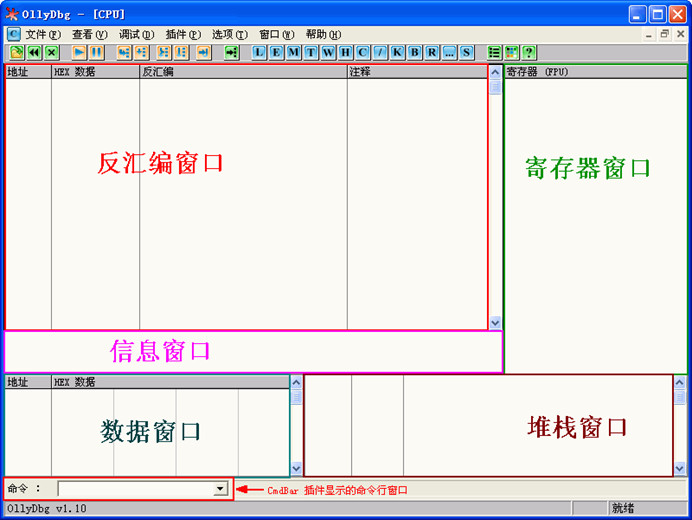 OllyDbg - [CPU]
文件(F) 查看(V) 调试(D) 插件(P) 选项(T) 窗口(W) 帮助(H)
L E M T W H C / K B R ... S ?
地址 HEX 数据 反汇编 注释 寄存器 (FPU)
反汇编窗口
寄存器窗口
信息窗口
地址 HEX 数据
数据窗口
堆栈窗口
命令 : CmdBar 插件显示的命令行窗口
OllyDbg v1.10 就绪